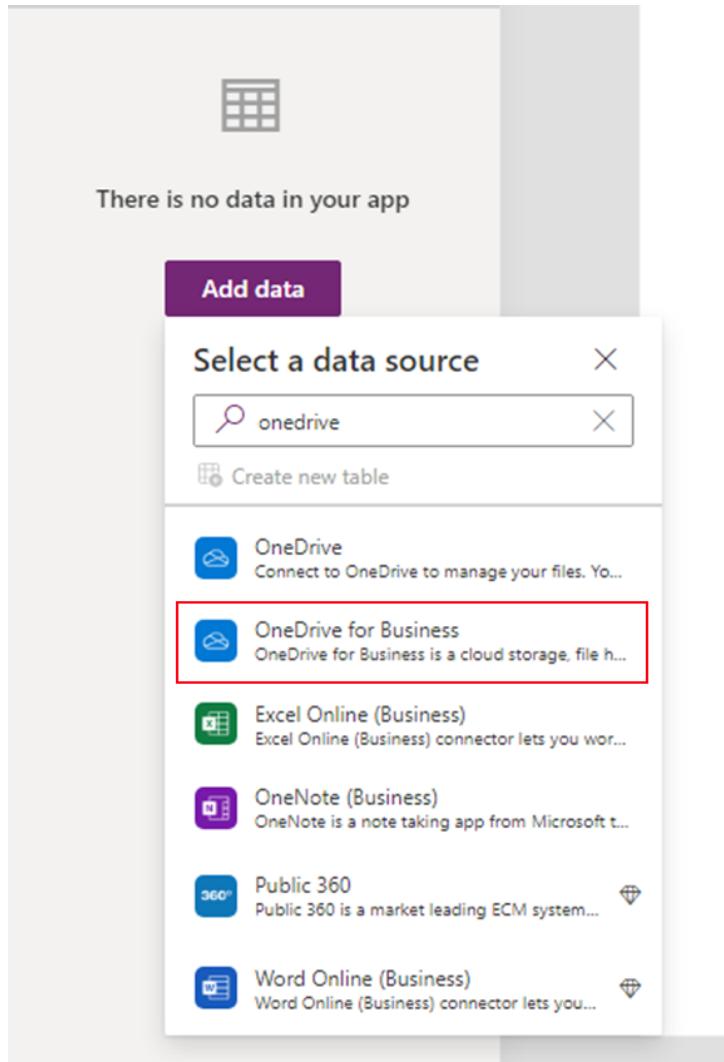 There is no data in your app
Add data
Select a data source
onedrive
Create new table
OneDrive
Connect to OneDrive to manage your files. Yo...
OneDrive for Business
OneDrive for Business is a cloud storage, file h...
Excel Online (Business)
Excel Online (Business) connector lets you wor...
OneNote (Business)
OneNote is a note taking app from Microsoft t...
360°
Public 360
Public 360 is a market leading ECM system...
Word Online (Business)
Word Online (Business) connector lets you...